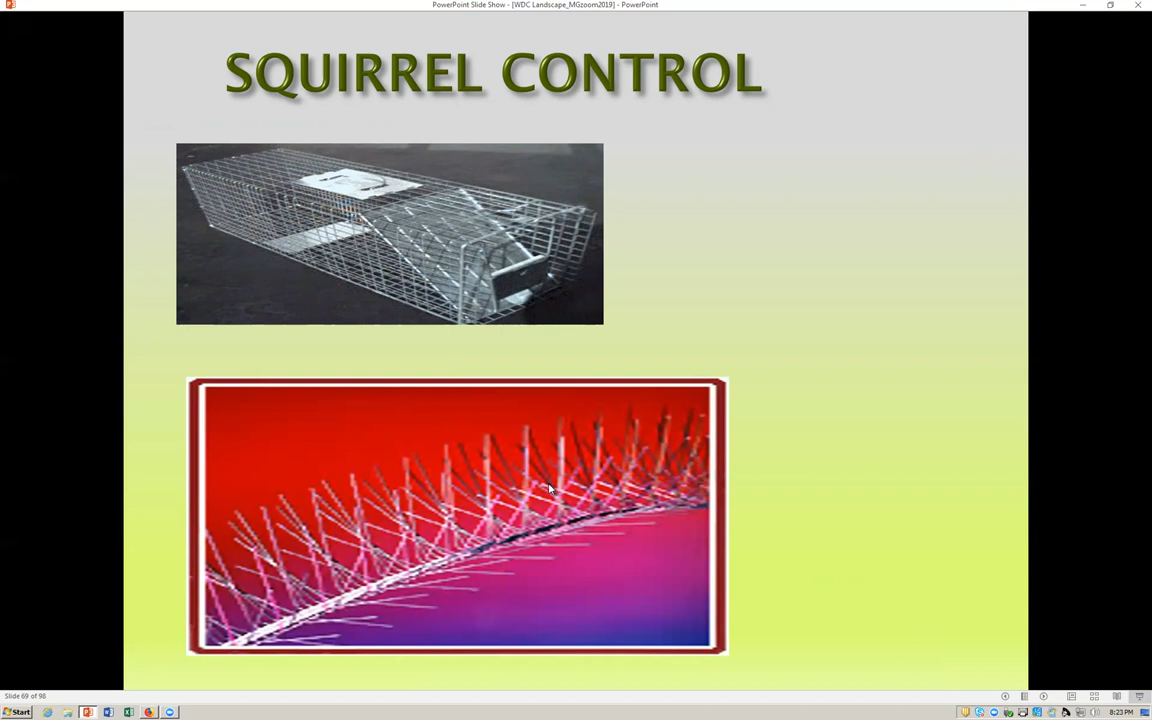 PowerPoint Slide Show - [WDC Landscape_MGzoom2019] - PowerPoint
SQUIRREL CONTROL
Slide 69 of 98
Start
8:23 PM